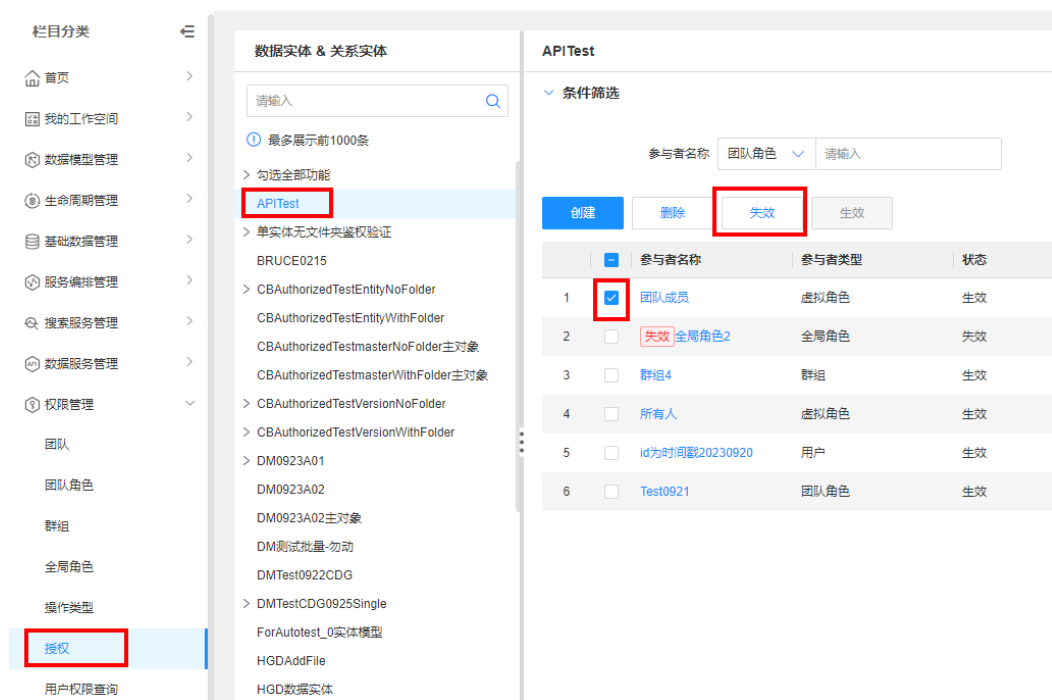 栏目分类
首页
我的工作空间
数据模型管理
生命周期管理
基础数据管理
服务编排管理
搜索服务管理
数据服务管理
权限管理
团队
团队角色
群组
全局角色
操作类型
授权
用户权限查询
数据实体 & 关系实体
请输入
最多展示前1000条
勾选全部功能
APITest
单实体无文件夹鉴权验证
BRUCE0215
CBAuthorizedTestEntityNoFolder
CBAuthorizedTestEntityWithFolder
CBAuthorizedTestmasterNoFolder主对象
CBAuthorizedTestmasterWithFolder主对象
CBAuthorizedTestVersionNoFolder
CBAuthorizedTestVersionWithFolder
DM0923A01
DM0923A02
DM0923A02主对象
DM测试批量-勿动
DMTest0922CDG
DMTestCDG0925Single
ForAutotest_0实体模型
HGDAddFile
HGD数据实体
APITest
条件筛选
参与者名称 团队角色 请输入
创建 删除 失效 生效
参与者名称 参与者类型 状态
1 团队成员 虚拟角色 生效
2 失效 全局角色2 全局角色 失效
3 群组4 群组 生效
4 所有人 虚拟角色 生效
5 id为时间戳20230920 用户 生效
6 Test0921 团队角色 生效